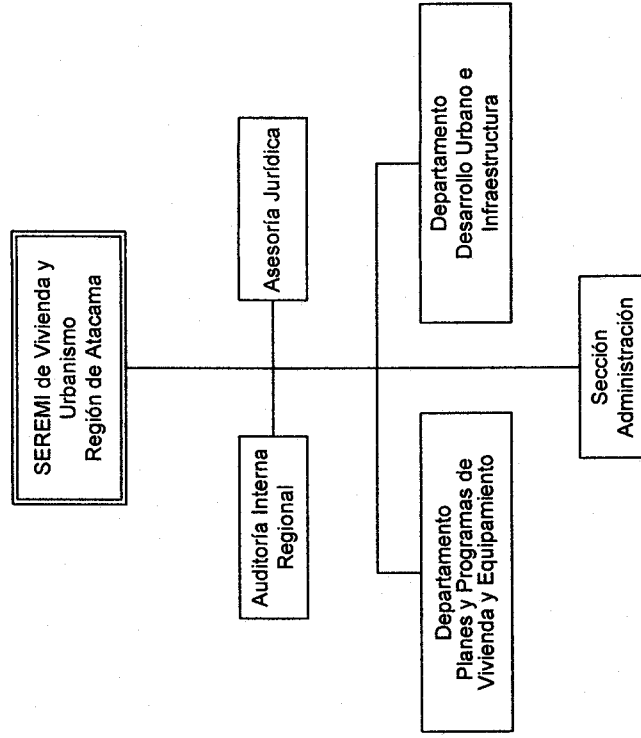 SEREMI de Vivienda y
Urbanismo
Región de Atacama
Auditoría Interna
Regional
Asesoría Jurídica
Departamento
Planes y Programas de
Vivienda y Equipamiento
Departamento
Desarrollo Urbano e
Infraestructura
Sección
Administración